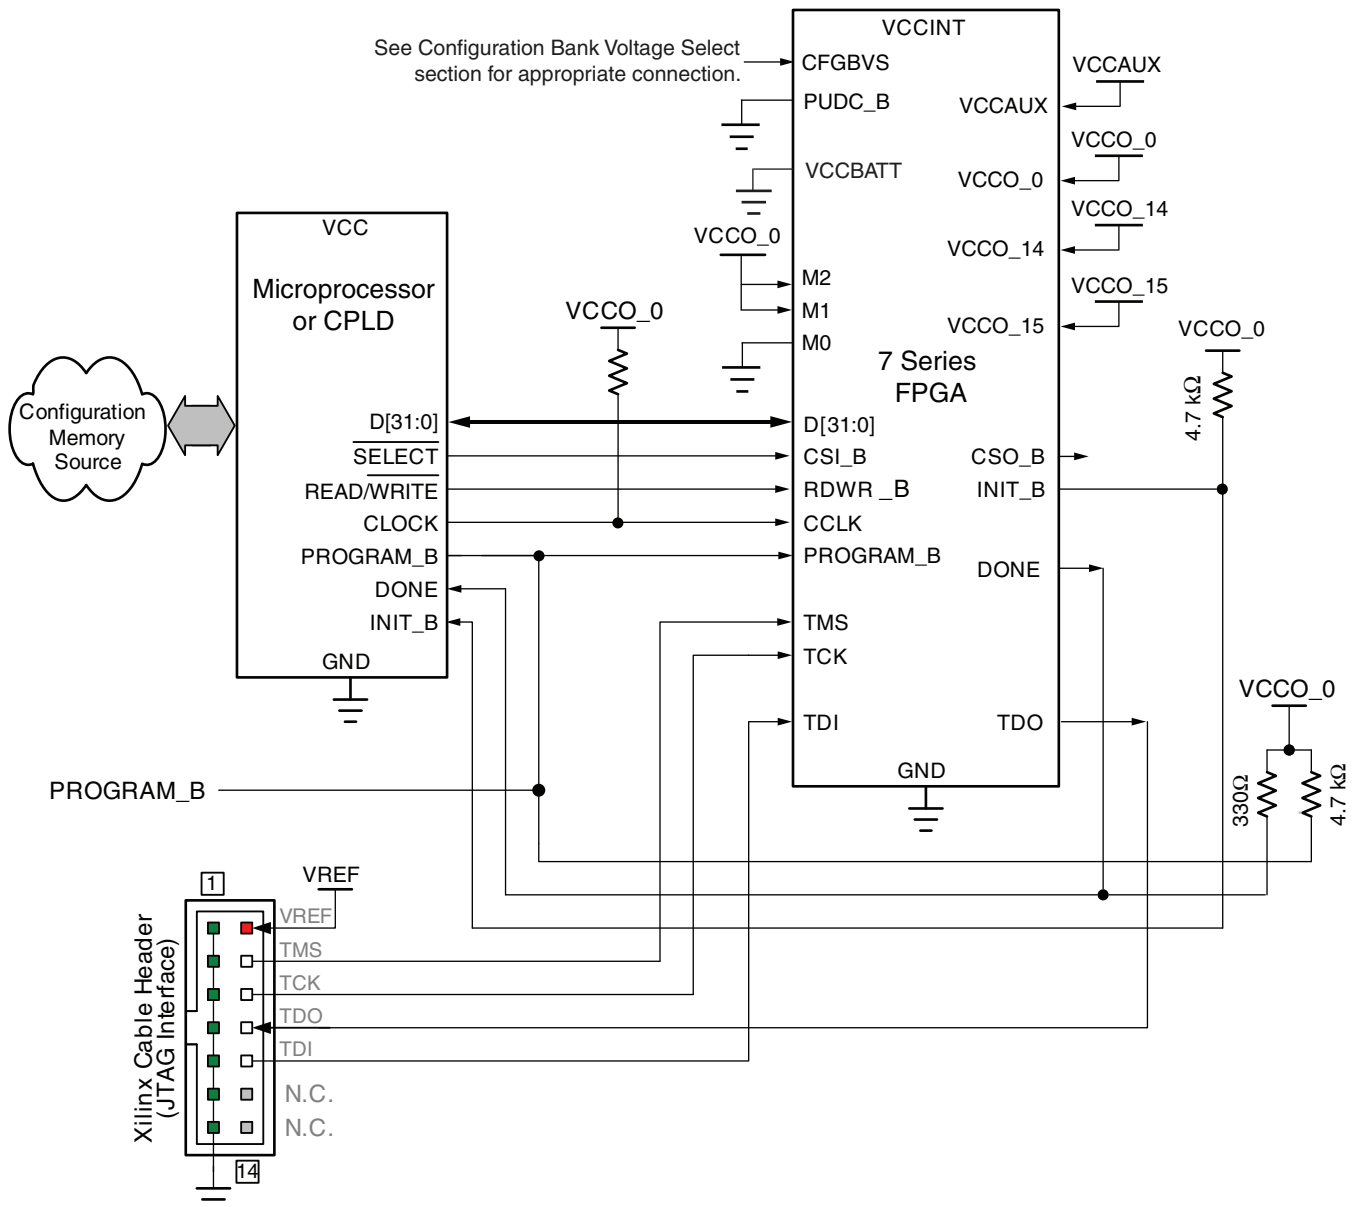 See Configuration Bank Voltage Select
section for appropriate connection.
VCCINT
CFGBVS
PUDC_B
VCCBATT
VCCO_0
M2
M1
M0
7 Series
FPGA
VCCAUX
VCCAUX
VCCO_0
VCCO_0
VCCO_14
VCCO_14
VCCO_15
VCCO_15
VCCO_0
4.7 kΩ
VCC
Microprocessor
or CPLD
VCCO_0
Configuration
Memory
Source
D[31:0]
SELECT
READ/WRITE
CLOCK
PROGRAM_B
DONE
INIT_B
GND
D[31:0]
CSI_B
RDWR _B
CCLK
PROGRAM_B
TMS
TCK
TDI
GND
CSO_B
INIT_B
DONE
TDO
VCCO_0
330Ω
4.7 kΩ
PROGRAM_B
1
VREF
VREF
TMS
TCK
TDO
TDI
N.C.
N.C.
14
Xilinx Cable Header
(JTAG Interface)